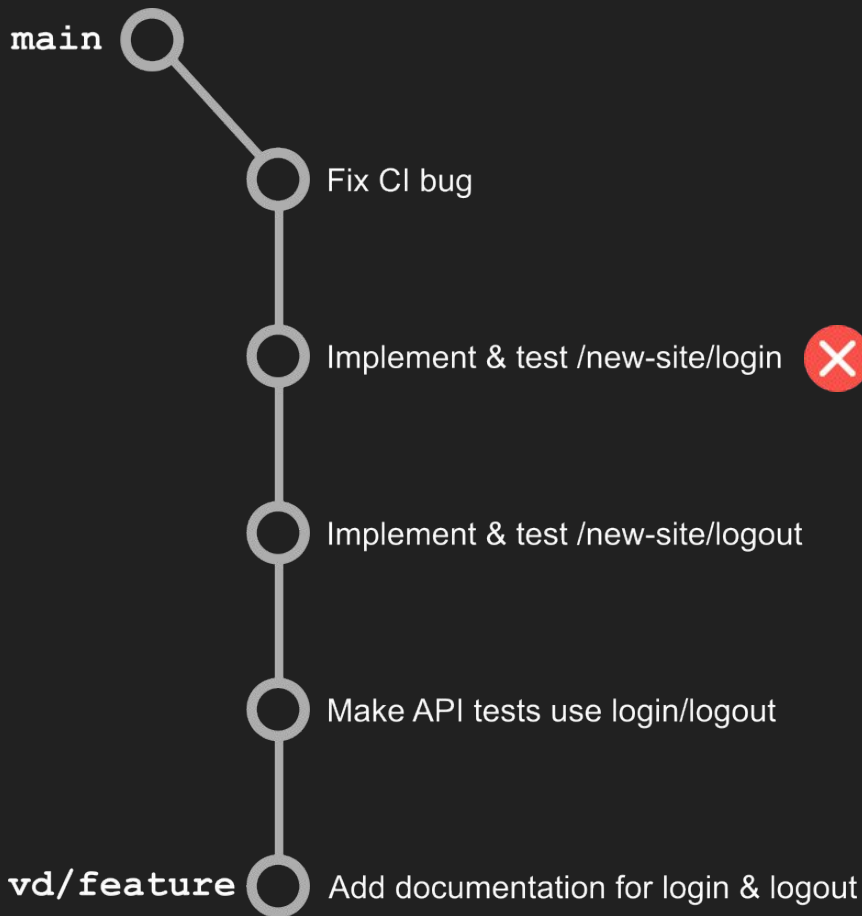 main
Fix CI bug
Implement & test /new-site/login
Implement & test /new-site/logout
Make API tests use login/logout
vd/feature Add documentation for login & logout